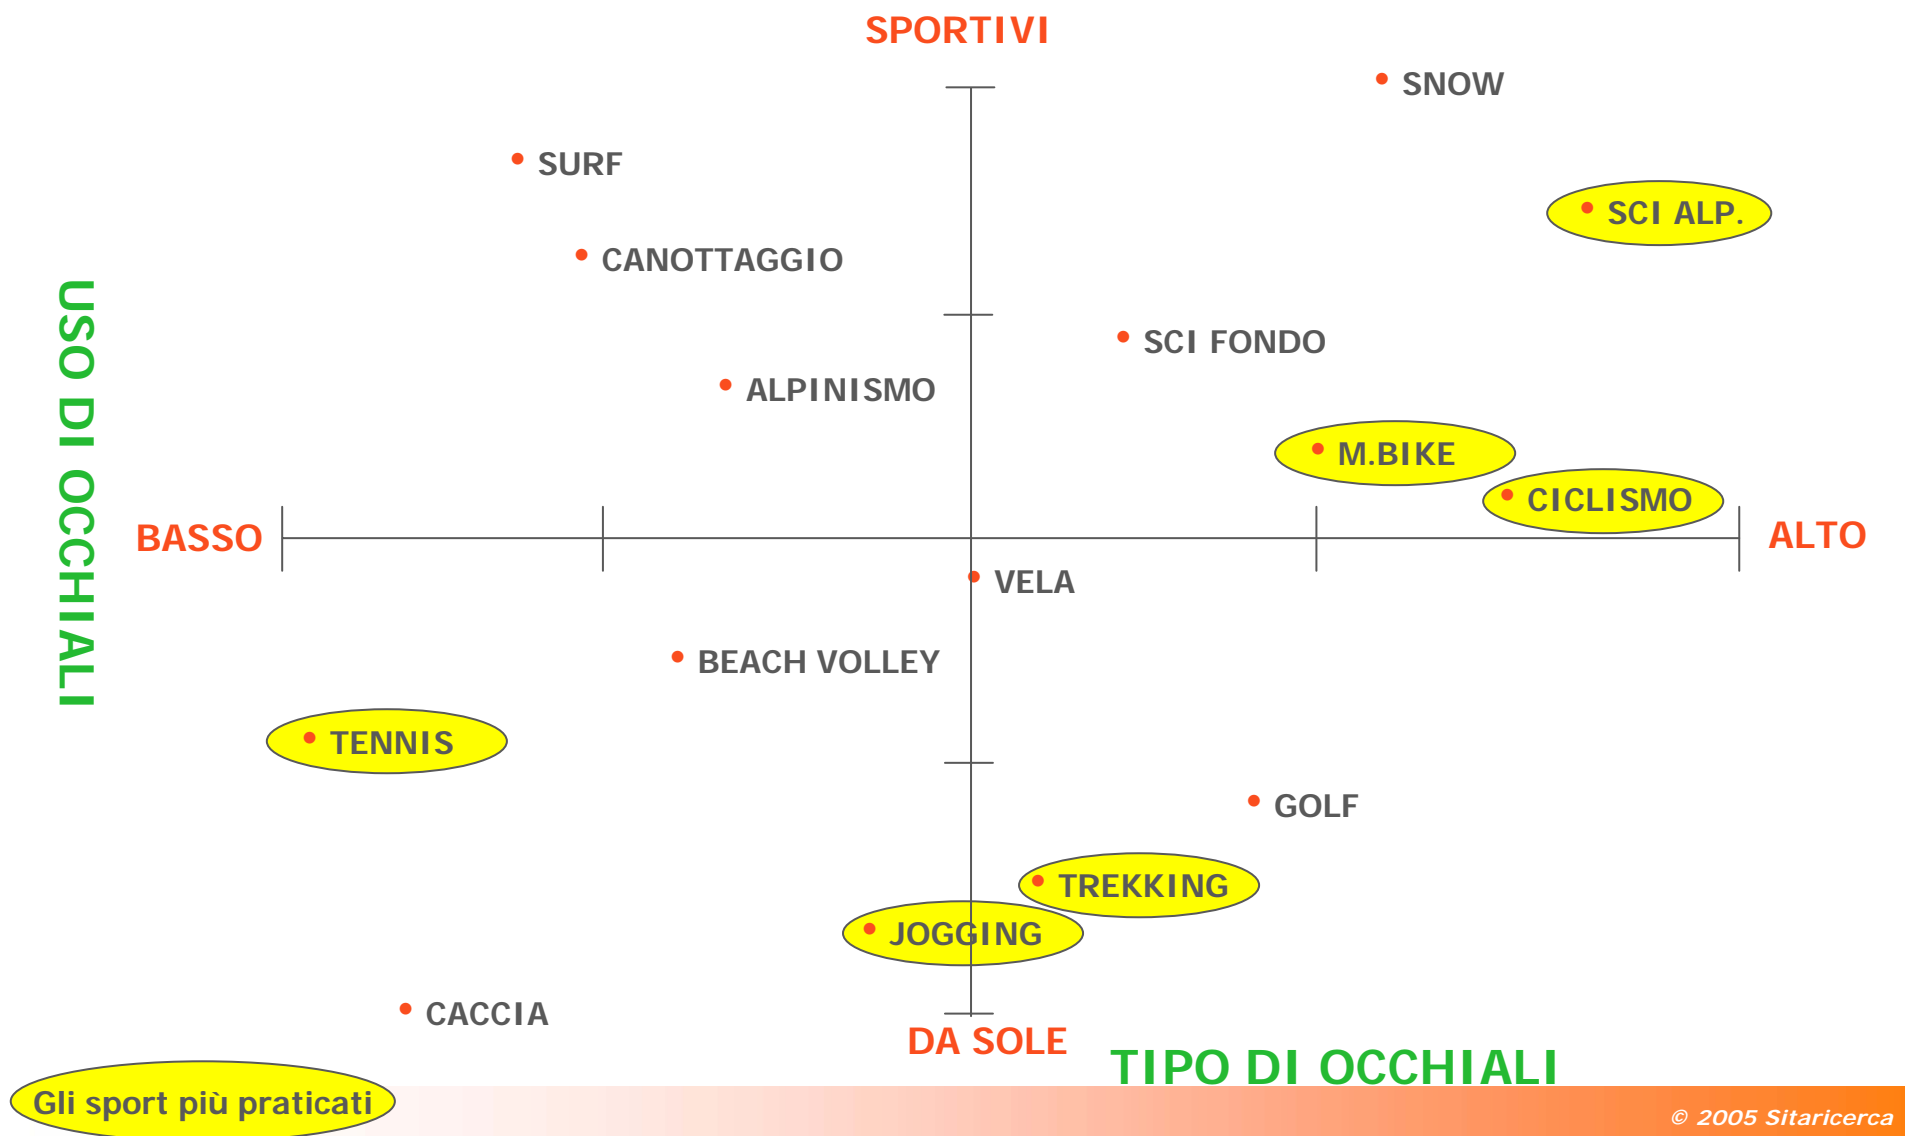 SPORTIVI
SNOW
SURF
SCI ALP.
CANOTTAGGIO
USO DI OCCHIALI
SCI FONDO
ALPINISMO
M.BIKE
CICLISMO
BASSO
ALTO
VELA
BEACH VOLLEY
TENNIS
GOLF
TREKKING
JOGGING
CACCIA
DA SOLE
TIPO DI OCCHIALI
Gli sport più praticati
© 2005 Sitaricerca